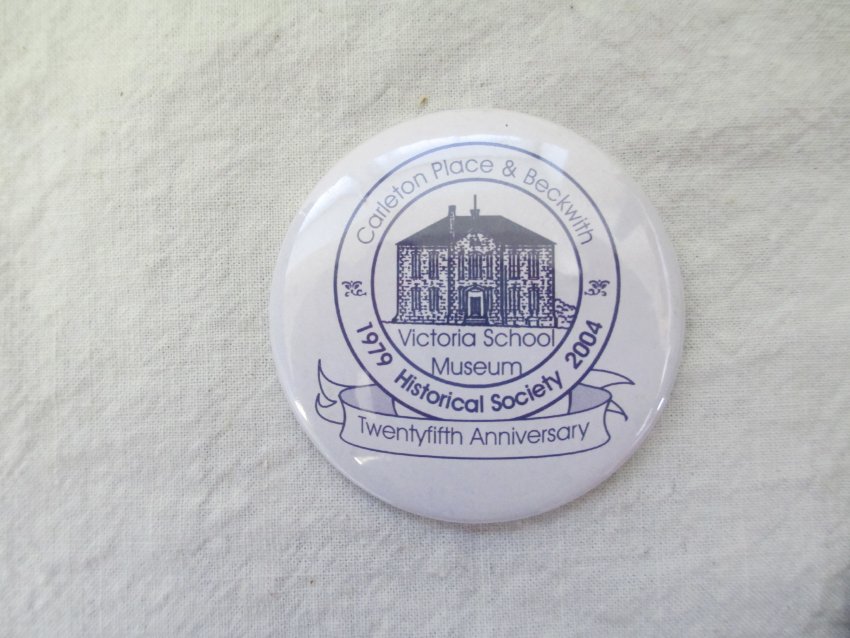 Carleton Place & Beckwith
Victoria School
Museum
1979 Historical Society 2004
Twentyfifth Anniversary